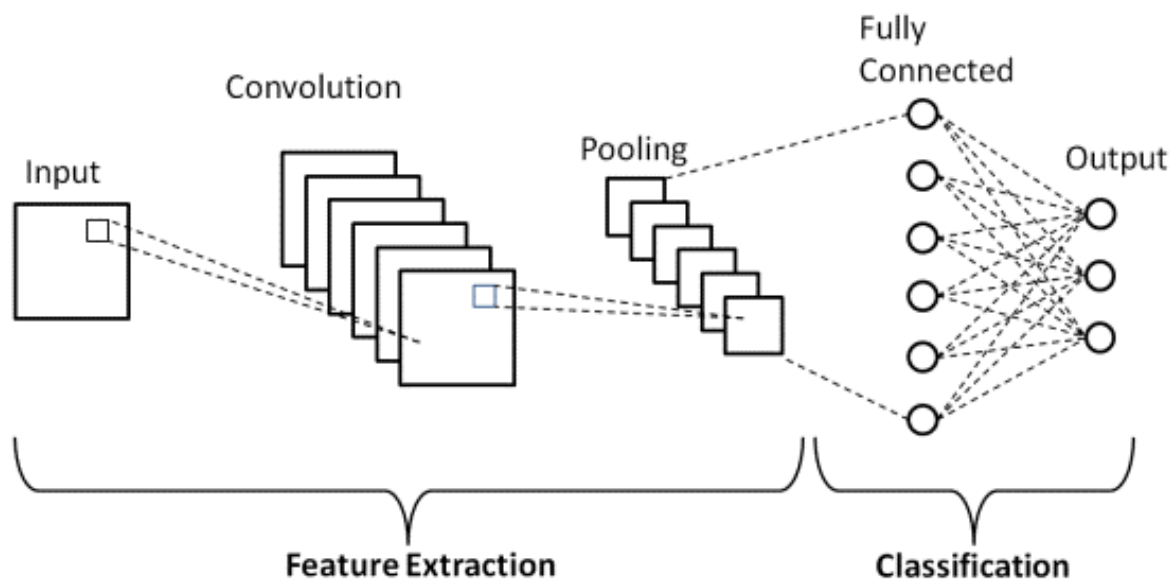 Input
Convolution
Pooling
Fully
Connected
Output
Feature Extraction
Classification